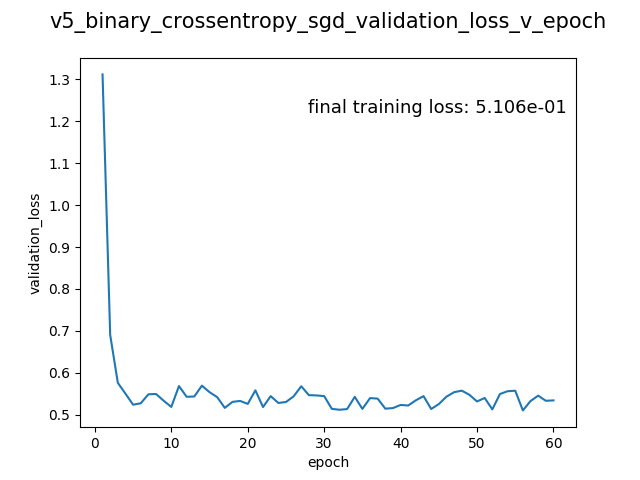 v5_binary_crossentropy_sgd_validation_loss_v_epoch
final training loss: 5.106e-01
validation_loss
1.3
1.2
1.1
1.0
0.9
0.8
0.7
0.6
0.5
0 10 20 30 40 50 60
epoch